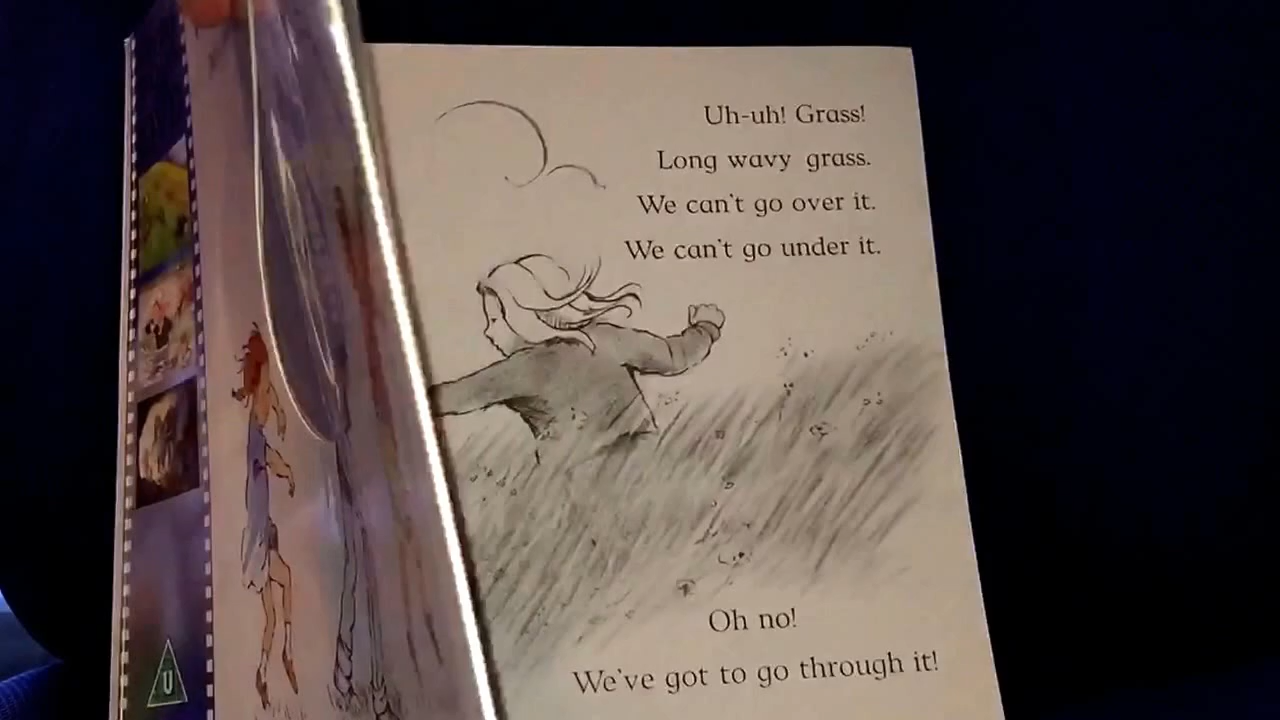 Uh-uh! Grass!
Long wavy grass.
We can't go over it.
We can't go under it.
Oh no!
We've got to go through it!
U